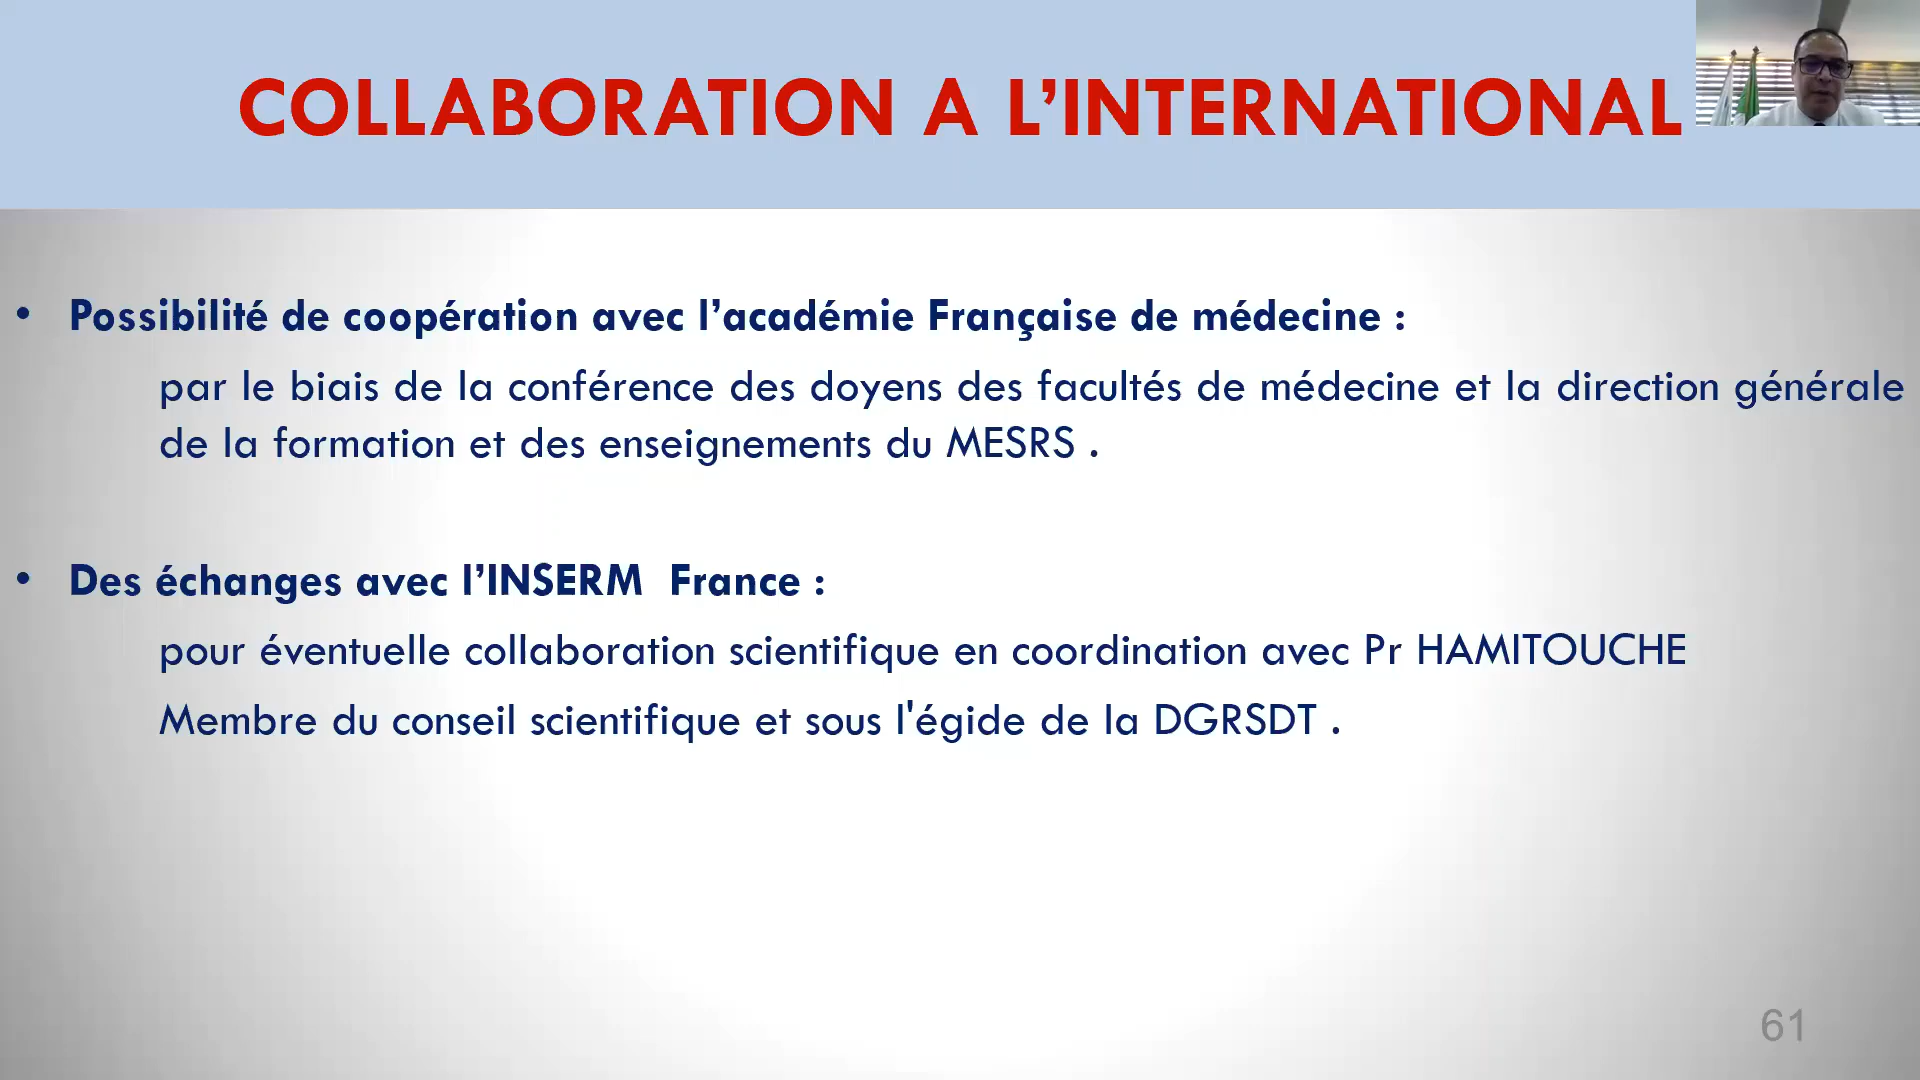 COLLABORATION A L’INTERNATIONAL
• Possibilité de coopération avec l’académie Française de médecine :
par le biais de la conférence des doyens des facultés de médecine et la direction générale
de la formation et des enseignements du MESRS .
• Des échanges avec l’INSERM  France :
pour éventuelle collaboration scientifique en coordination avec Pr HAMITOUCHE
Membre du conseil scientifique et sous l'égide de la DGRSDT .
61